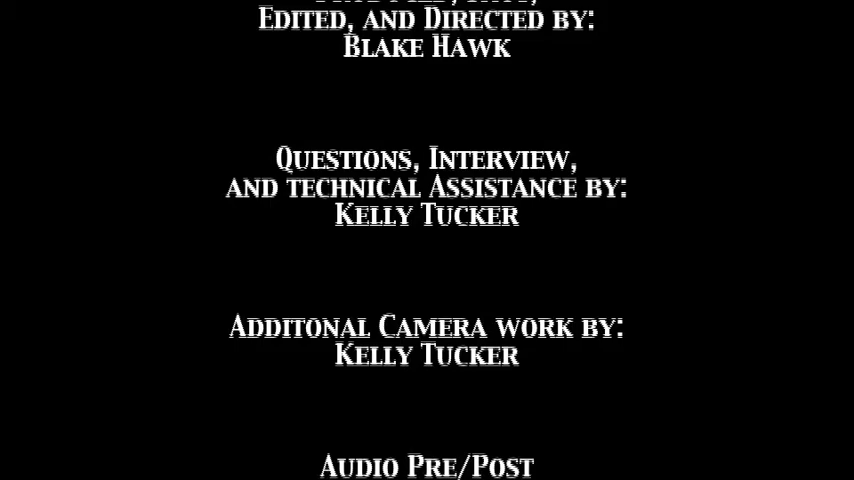 Edited, and Directed by:
Blake Hawk
Questions, Interview,
and technical Assistance by:
Kelly Tucker
Additonal Camera work by:
Kelly Tucker
Audio Pre/Post